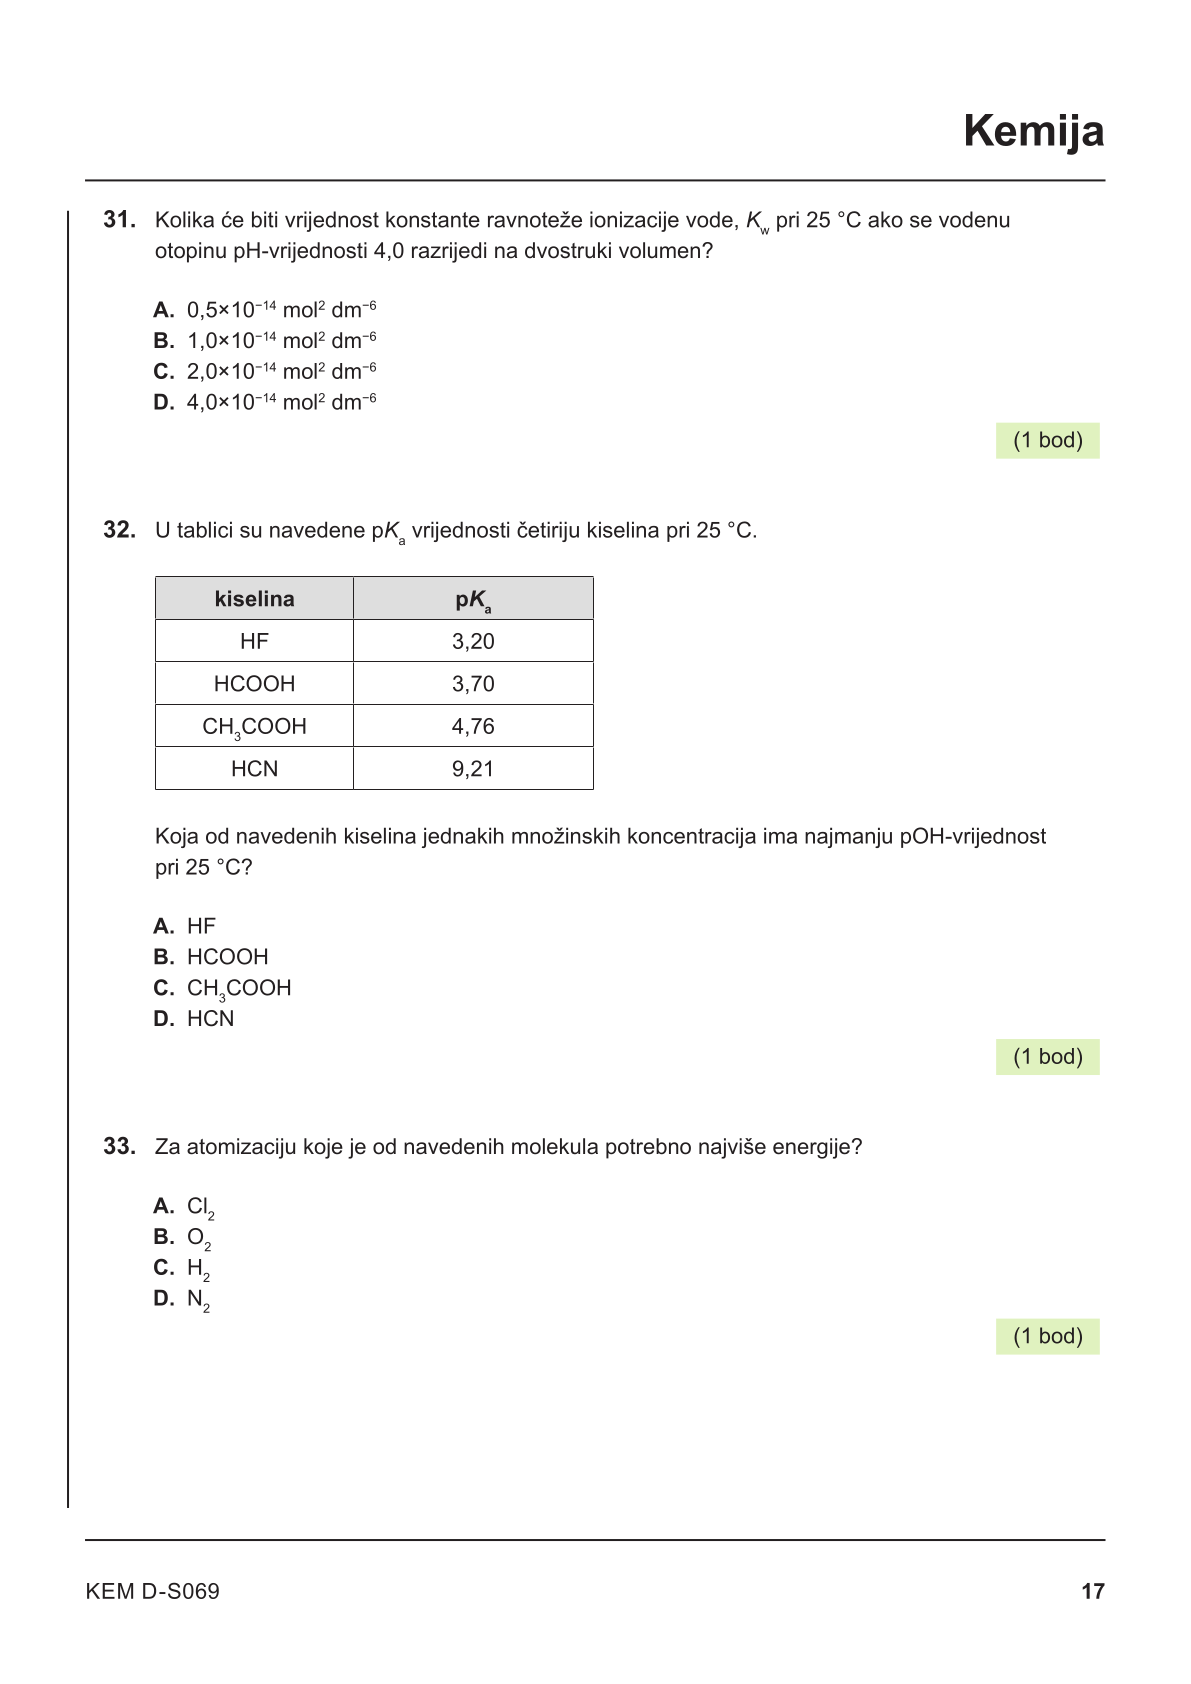 Kemija
31. Kolika će biti vrijednost konstante ravnoteže ionizacije vode, Kw pri 25 °C ako se vodenu
otopinu pH-vrijednosti 4,0 razrijedi na dvostruki volumen?
A. 0,5×10⁻¹⁴ mol² dm⁻⁶
B. 1,0×10⁻¹⁴ mol² dm⁻⁶
C. 2,0×10⁻¹⁴ mol² dm⁻⁶
D. 4,0×10⁻¹⁴ mol² dm⁻⁶
(1 bod)
32. U tablici su navedene pKₐ vrijednosti četiriju kiselina pri 25 °C.
kiselina pKₐ
HF 3,20
HCOOH 3,70
CH₃COOH 4,76
HCN 9,21
Koja od navedenih kiselina jednakih množinskih koncentracija ima najmanju pOH-vrijednost
pri 25 °C?
A. HF
B. HCOOH
C. CH₃COOH
D. HCN
(1 bod)
33. Za atomizaciju koje je od navedenih molekula potrebno najviše energije?
A. Cl₂
B. O₂
C. H₂
D. N₂
(1 bod)
KEM D-S069 17